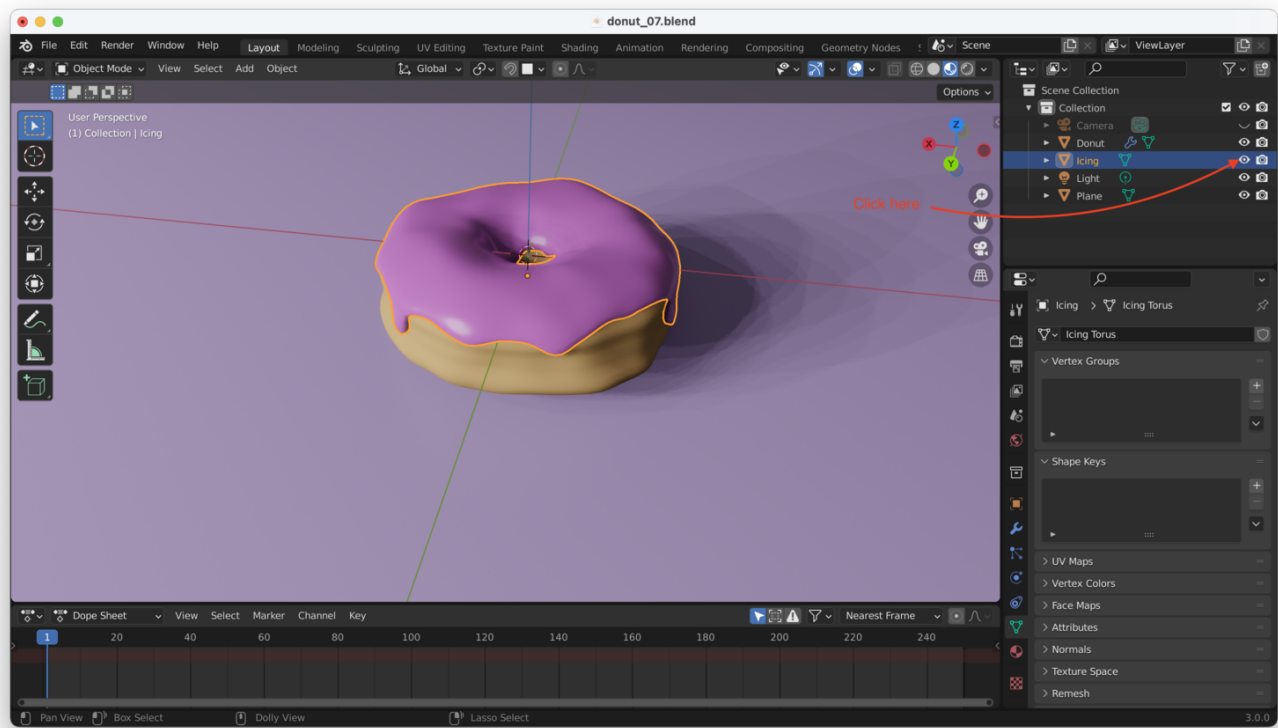 donut_07.blend
File Edit Render Window Help Layout Modeling Sculpting UV Editing Texture Paint Shading Animation Rendering Compositing Geometry Nodes Scene ViewLayer
Object Mode View Select Add Object Global
Options
User Perspective
(1) Collection | Icing
Z
X
Y
Click here
Scene Collection
Collection
Camera
Donut
Icing
Light
Plane
Icing > Icing Torus
Icing Torus
Vertex Groups
Shape Keys
UV Maps
Vertex Colors
Face Maps
Attributes
Normals
Texture Space
Remesh
Dope Sheet View Select Marker Channel Key Nearest Frame
1 20 40 60 80 100 120 140 160 180 200 220 240
Pan View Box Select Dolly View Lasso Select 3.0.0